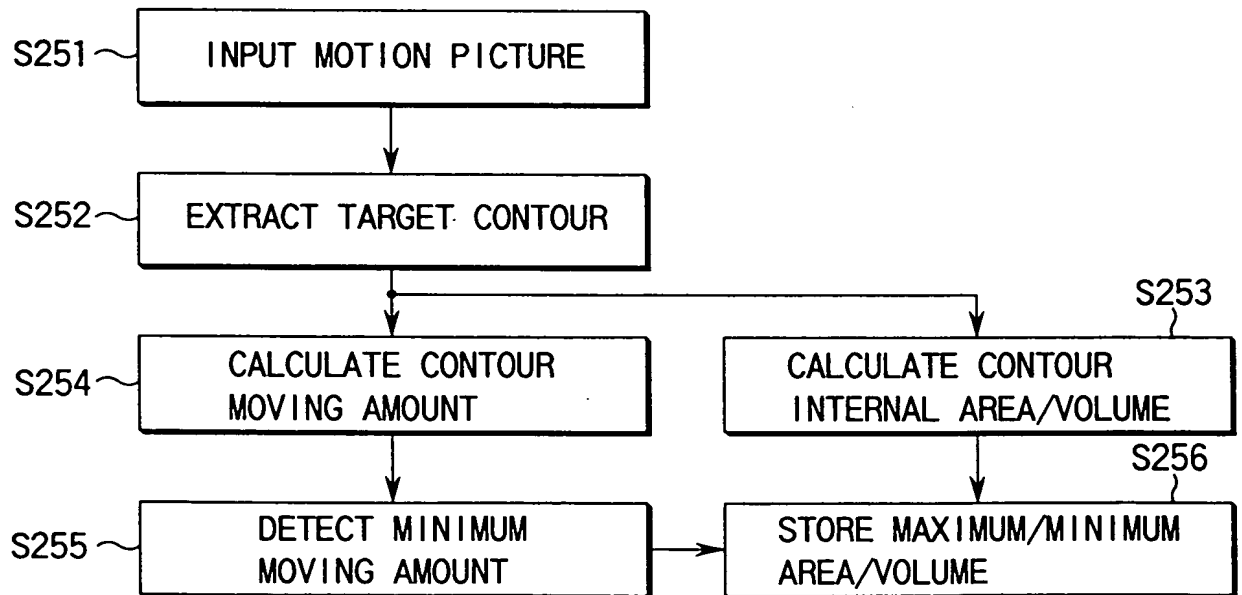 S251
INPUT MOTION PICTURE
S252
EXTRACT TARGET CONTOUR
S253
S254
CALCULATE CONTOUR
MOVING AMOUNT
CALCULATE CONTOUR
INTERNAL AREA/VOLUME
S256
S255
DETECT MINIMUM
MOVING AMOUNT
STORE MAXIMUM/MINIMUM
AREA/VOLUME